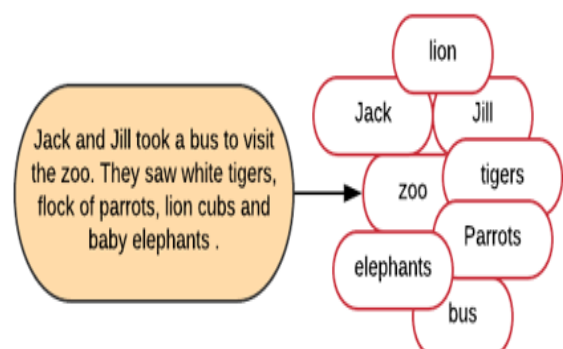 Jack and Jill took a bus to visit
the zoo. They saw white tigers,
flock of parrots, lion cubs and
baby elephants .
lion
Jack
Jill
zoo
tigers
Parrots
elephants
bus